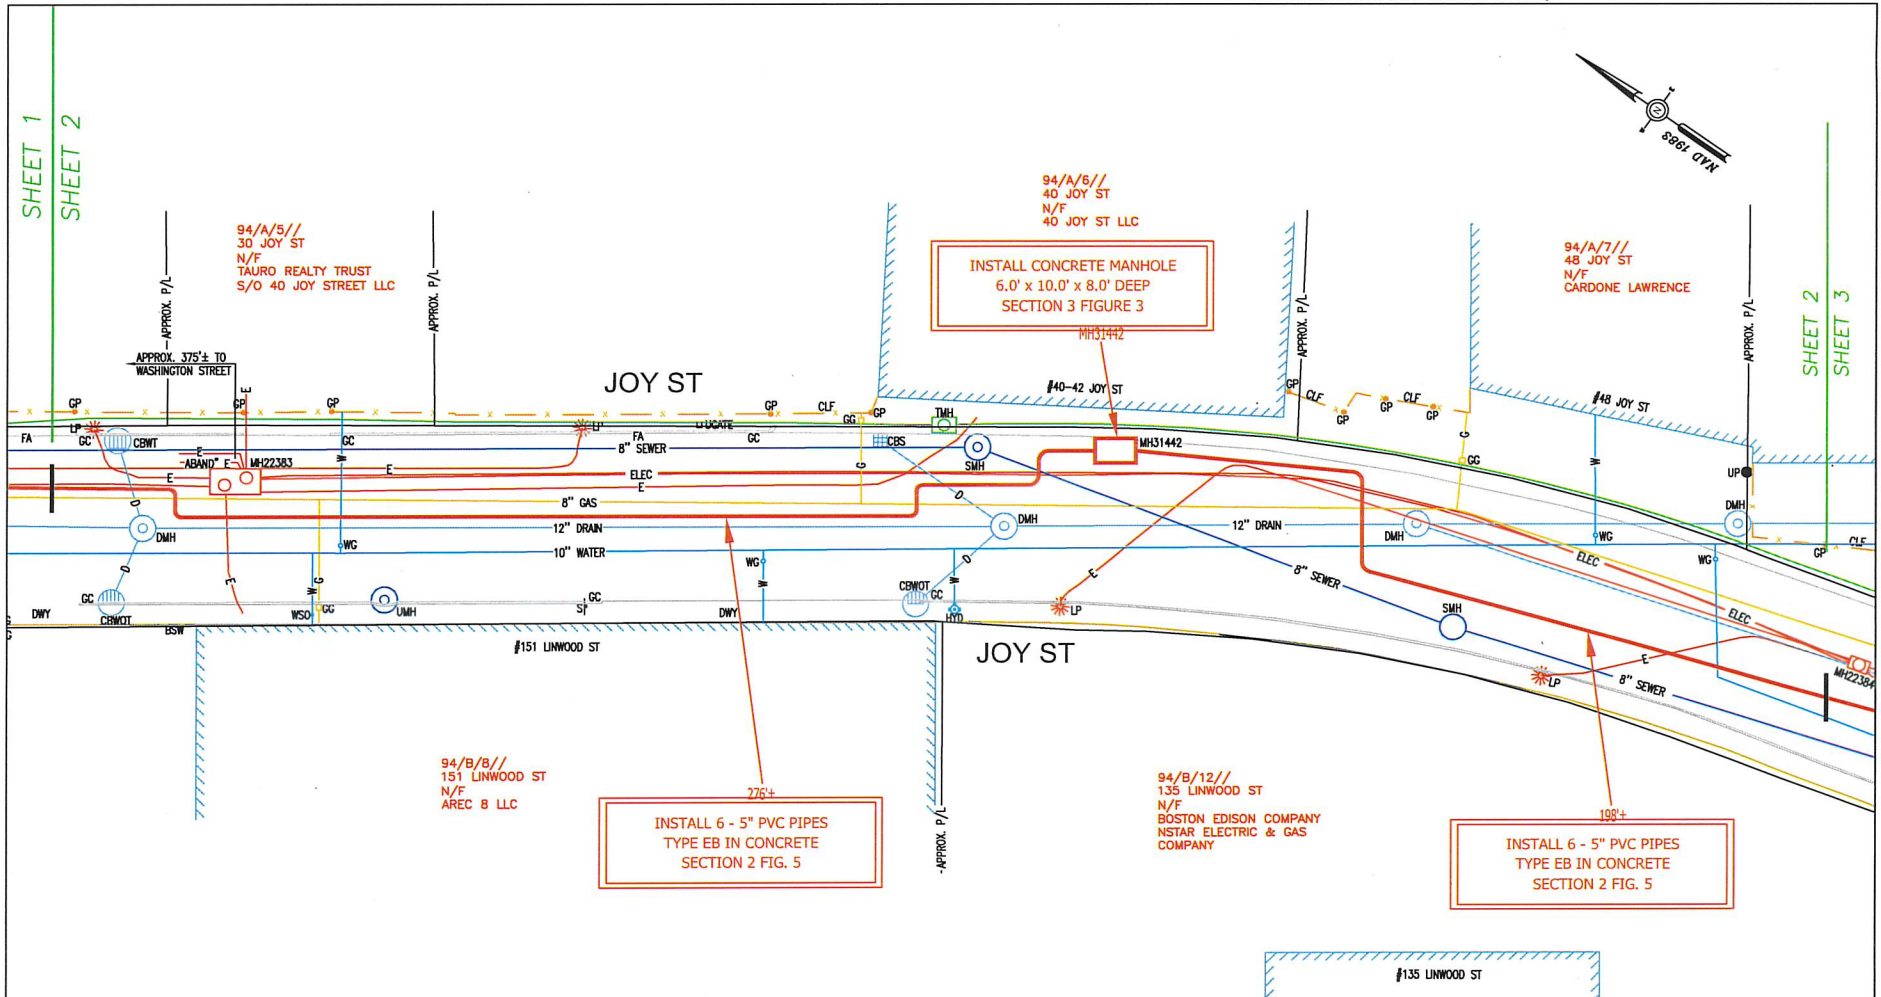 SHEET 1
SHEET 2
NAD 1983
94/A/5//
30 JOY ST
N/F
TAURO REALTY TRUST
S/O 40 JOY STREET LLC
94/A/6//
40 JOY ST
N/F
40 JOY ST LLC
INSTALL CONCRETE MANHOLE
6.0' x 10.0' x 8.0' DEEP
SECTION 3 FIGURE 3
MH31442
94/A/7//
48 JOY ST
N/F
CARDONE LAWRENCE
SHEET 2
SHEET 3
APPROX. P/L
APPROX. P/L
APPROX. P/L
APPROX. P/L
APPROX. 375'± TO
WASHINGTON STREET
JOY ST
#40-42 JOY ST
#48 JOY ST
E
GP
GP
GP
GP
CLF
GP
GP
CLF
GP
GP
CLF
GP
LP
LP
FA
GC
CBWT
GC
FA
GC
GG
TMH
CBS
SMH
MH31442
8" SEWER
E
"ABAND" E
MH22383
E
E
ELEC
E
W
G
G
GG
W
UP
DMH
D
8" GAS
D
DMH
12" DRAIN
DMH
12" DRAIN
DMH
WG
10" WATER
WG
WG
WG
GP
CLF
D
E
W
G
W
D
W
E
8" SEWER
ELEC
ELEC
GC
DWY
CBWOT
BSW
WSO
GG
UMH
GC
DWY
CBWOT
GC
HYD
LP
SMH
E
LP
8" SEWER
MH22384
#151 LINWOOD ST
JOY ST
94/B/8//
151 LINWOOD ST
N/F
AREC 8 LLC
276'±
INSTALL 6 - 5" PVC PIPES
TYPE EB IN CONCRETE
SECTION 2 FIG. 5
APPROX. P/L
94/B/12//
135 LINWOOD ST
N/F
BOSTON EDISON COMPANY
NSTAR ELECTRIC & GAS
COMPANY
198'±
INSTALL 6 - 5" PVC PIPES
TYPE EB IN CONCRETE
SECTION 2 FIG. 5
#135 LINWOOD ST